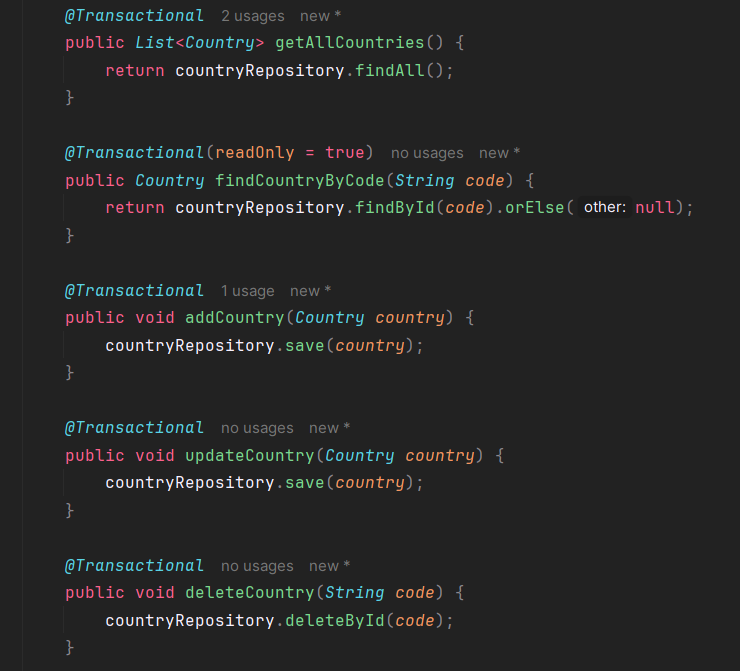 @Transactional 2 usages new *
public List<Country> getAllCountries() {
return countryRepository.findAll();
}
@Transactional(readOnly = true) no usages new *
public Country findCountryByCode(String code) {
return countryRepository.findById(code).orElse( other: null);
}
@Transactional 1 usage new *
public void addCountry(Country country) {
countryRepository.save(country);
}
@Transactional no usages new *
public void updateCountry(Country country) {
countryRepository.save(country);
}
@Transactional no usages new *
public void deleteCountry(String code) {
countryRepository.deleteById(code);
}